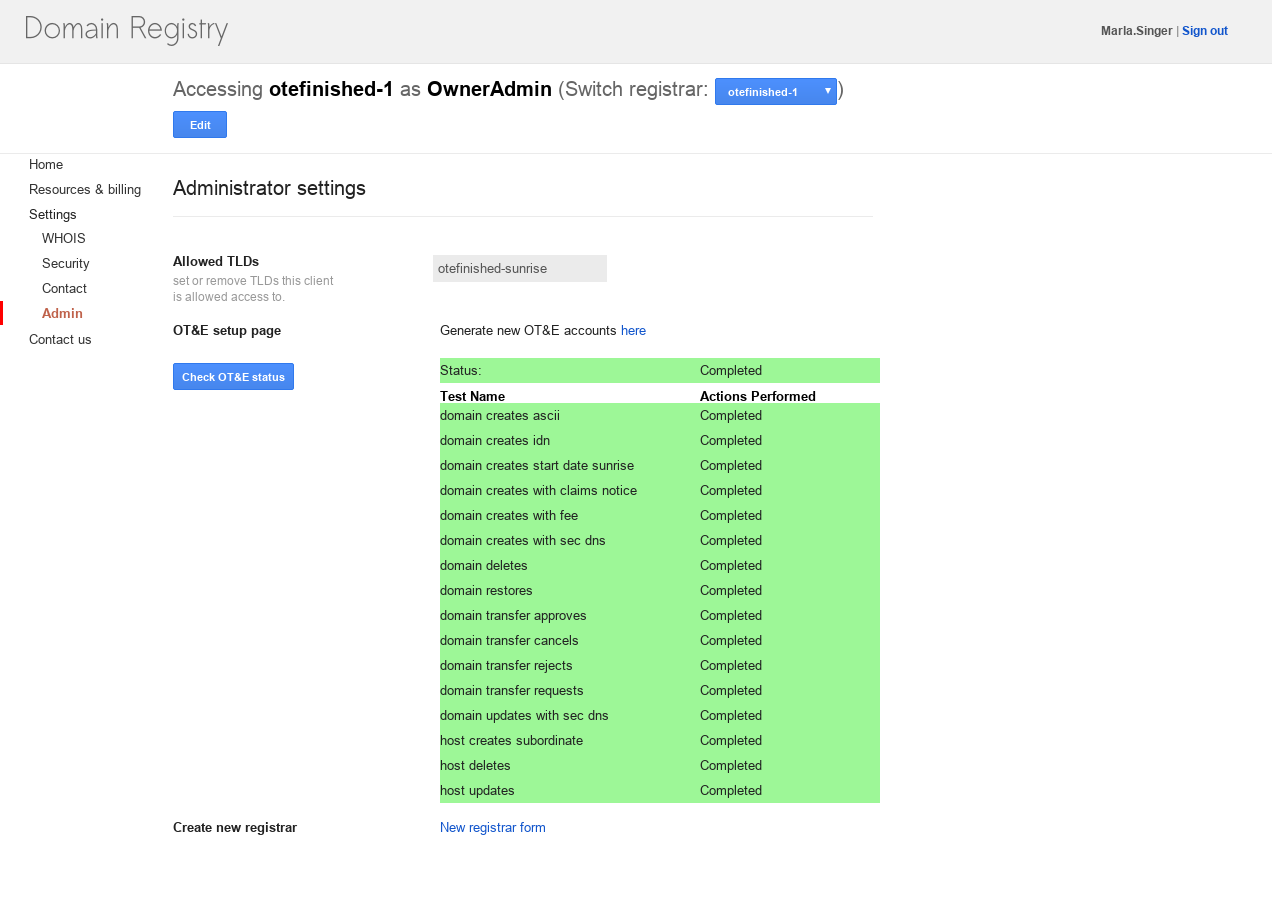 Domain Registry
Marla.Singer | Sign out
Accessing otefinished-1 as OwnerAdmin (Switch registrar: otefinished-1 ▼)
Edit
Home
Resources & billing
Settings
WHOIS
Security
Contact
Admin
Contact us
Administrator settings
Allowed TLDs
set or remove TLDs this client
is allowed access to.
otefinished-sunrise
OT&E setup page
Generate new OT&E accounts here
Check OT&E status
Status: Completed
Test Name Actions Performed
domain creates ascii Completed
domain creates idn Completed
domain creates start date sunrise Completed
domain creates with claims notice Completed
domain creates with fee Completed
domain creates with sec dns Completed
domain deletes Completed
domain restores Completed
domain transfer approves Completed
domain transfer cancels Completed
domain transfer rejects Completed
domain transfer requests Completed
domain updates with sec dns Completed
host creates subordinate Completed
host deletes Completed
host updates Completed
Create new registrar
New registrar form